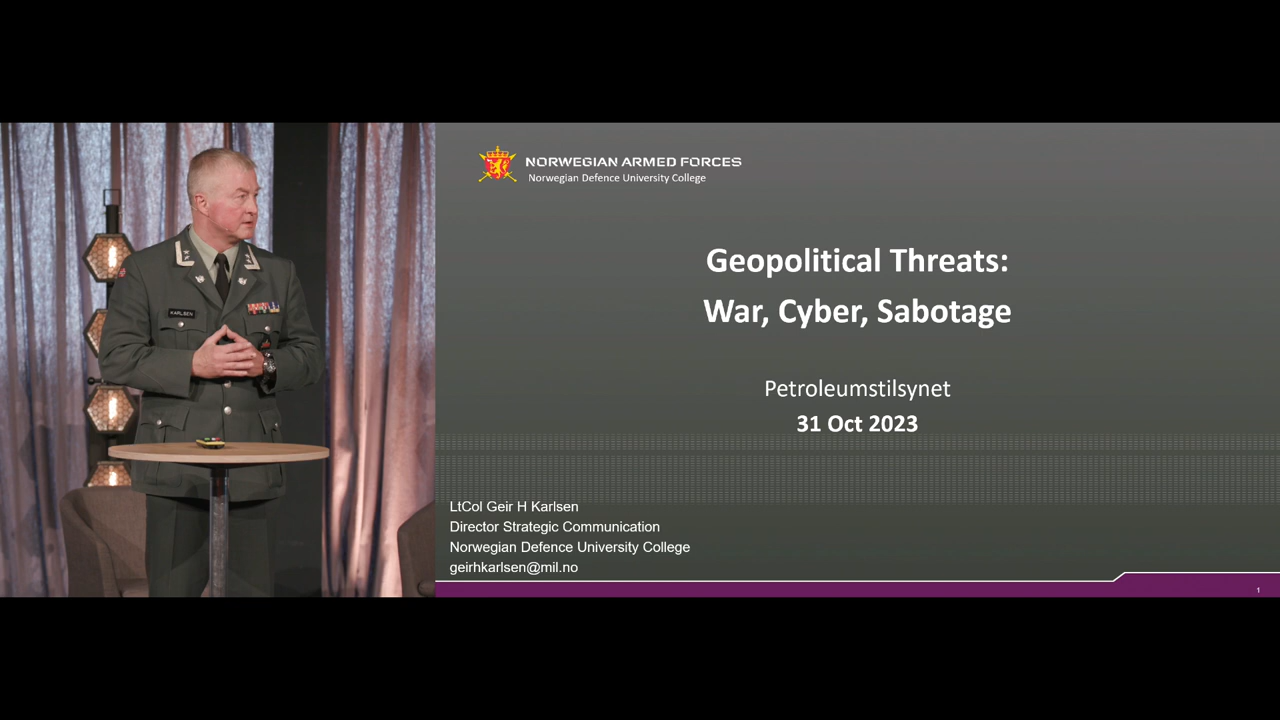 KARLSEN
NORWEGIAN ARMED FORCES
Norwegian Defence University College
Geopolitical Threats:
War, Cyber, Sabotage
Petroleumstilsynet
31 Oct 2023
LtCol Geir H Karlsen
Director Strategic Communication
Norwegian Defence University College
geirhkarlsen@mil.no
1